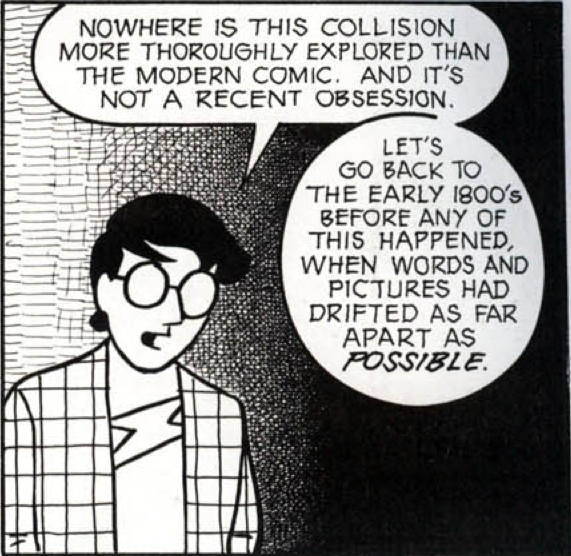 NOWHERE IS THIS COLLISION
MORE THOROUGHLY EXPLORED THAN
THE MODERN COMIC. AND IT'S
NOT A RECENT OBSESSION.
LET'S
GO BACK TO
THE EARLY 1800's
BEFORE ANY OF
THIS HAPPENED,
WHEN WORDS AND
PICTURES HAD
DRIFTED AS FAR
APART AS
POSSIBLE.